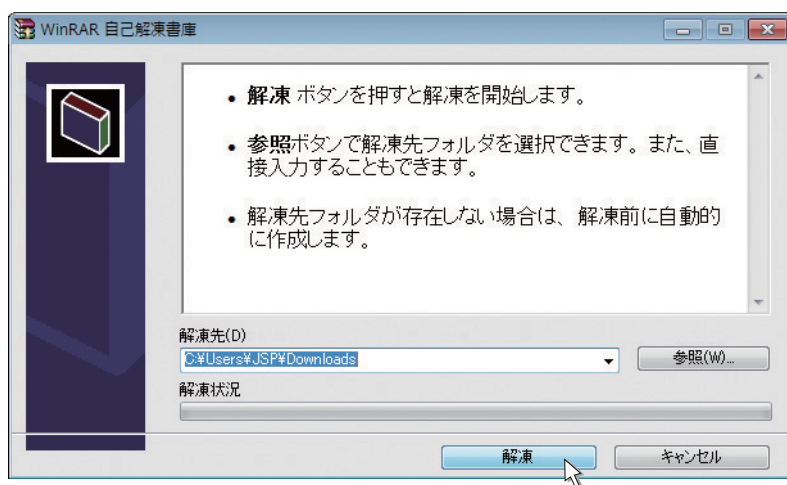 WinRAR 自己解凍書庫
• 解凍 ボタンを押すと解凍を開始します。
• 参照ボタンで解凍先フォルダを選択できます。また、直
接入力することもできます。
• 解凍先フォルダが存在しない場合は、解凍前に自動的
に作成します。
解凍先(D)
C:¥Users¥JSP¥Downloads
参照(W)...
解凍状況
解凍
キャンセル